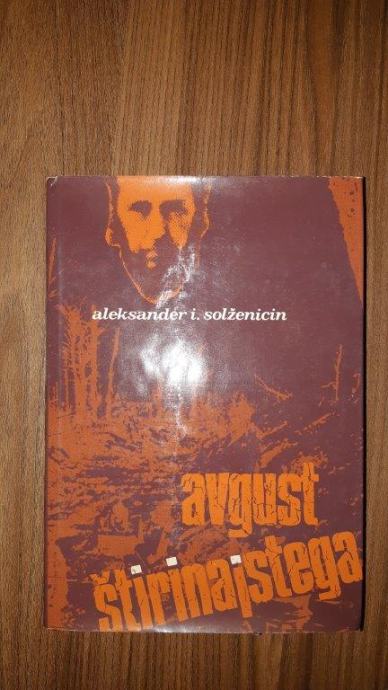 aleksander i. solženicin
avgust
štirinajstega